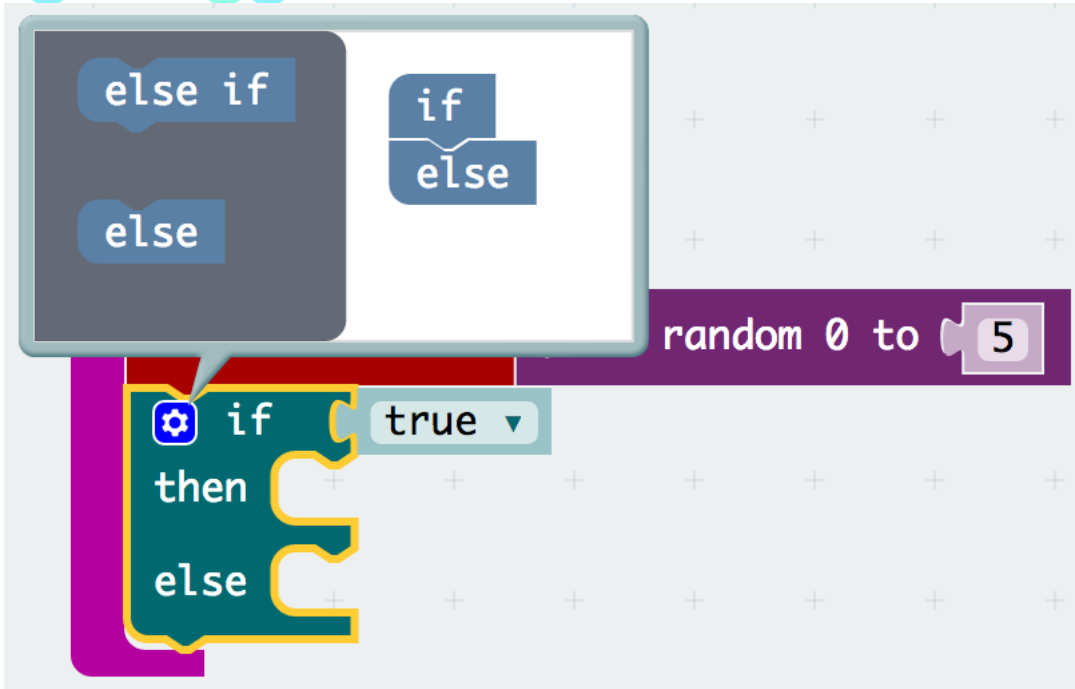 else if
else
if
else
random 0 to 5
if true ▼
then
else